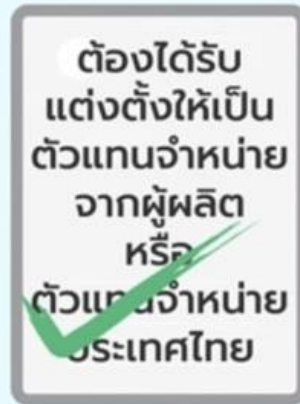 ต้องได้รับ
แต่งตั้งให้เป็น
ตัวแทนจำหน่าย
จากผู้ผลิต
หรือ
ตัวแทนจำหน่าย
ประเทศไทย